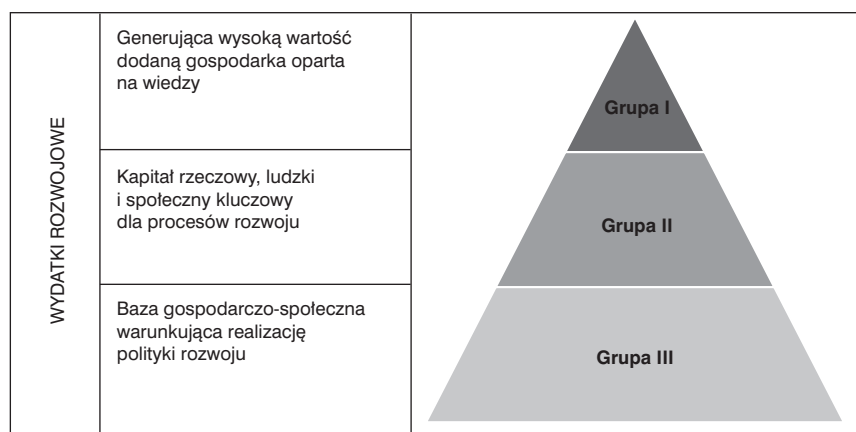 WYDATKI ROZWOJOWE
Generująca wysoką wartość
dodaną gospodarka oparta
na wiedzy
Grupa I
Kapitał rzeczowy, ludzki
i społeczny kluczowy
dla procesów rozwoju
Grupa II
Baza gospodarczo-społeczna
warunkująca realizację
polityki rozwoju
Grupa III